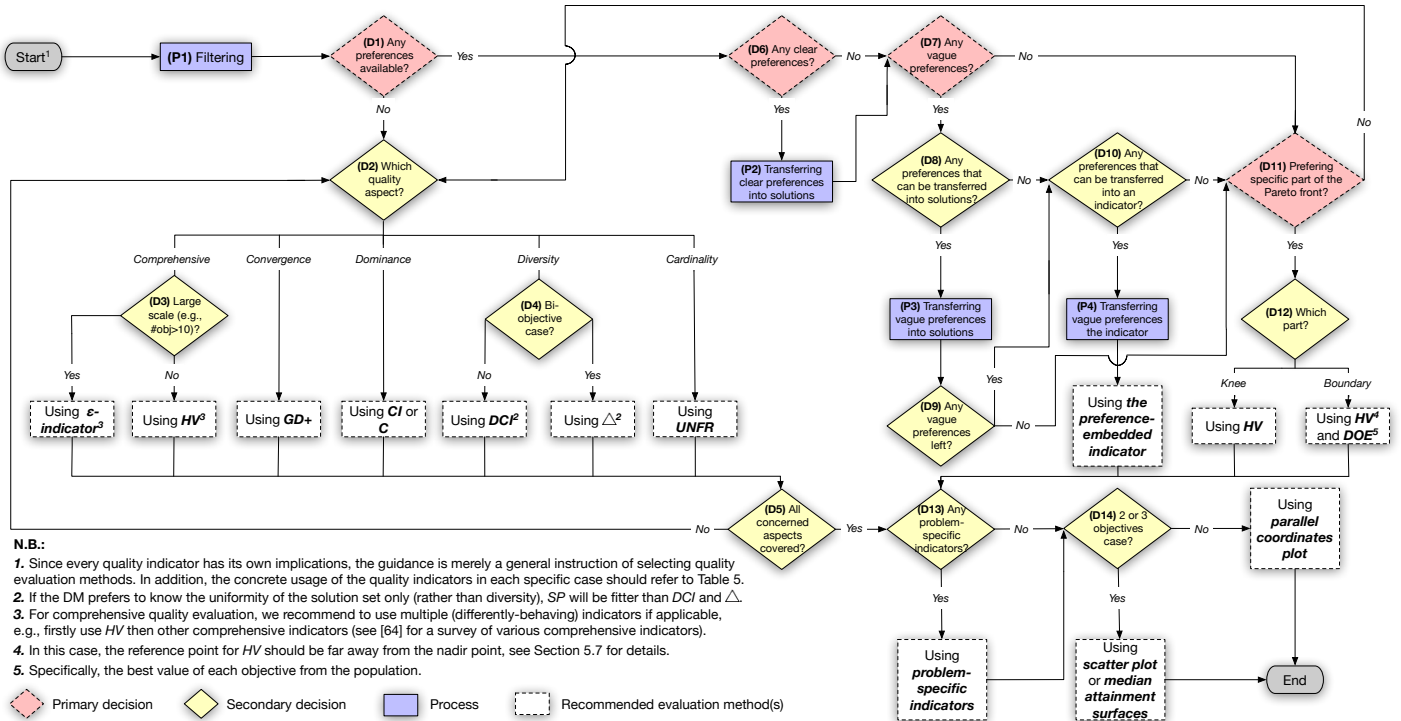 Start1
(P1) Filtering
(D1) Any
preferences
available?
Yes
(D6) Any clear
preferences?
No
(D7) Any
vague
preferences?
No
No
No
Yes
Yes
(D2) Which
quality
aspect?
(P2) Transferring
clear preferences
into solutions
(D8) Any
preferences that
can be transferred
into solutions?
No
(D10) Any
preferences that
can be transferred
into an
indicator?
No
(D11) Prefering
specific part of the
Pareto front?
Yes
Yes
Yes
Comprehensive
Convergence
Dominance
Diversity
Cardinality
(D3) Large
scale (e.g.,
#obj>10)?
(D4) Bi-
objective
case?
(P3) Transferring
vague preferences
into solutions
(P4) Transferring
vague preferences
the indicator
(D12) Which
part?
Yes
No
No
Yes
Yes
Knee
Boundary
Using ε-
indicator3
Using HV3
Using GD+
Using CI or
C
Using DCI2
Using △2
Using
UNFR
(D9) Any
vague
preferences
left?
No
Using the
preference-
embedded
indicator
Using HV
Using HV4
and DOE5
No
(D5) All
concerned
aspects
covered?
Yes
(D13) Any
problem-
specific
indicators?
No
(D14) 2 or 3
objectives
case?
No
Using
parallel
coordinates
plot
Yes
Yes
Using
problem-
specific
indicators
Using
scatter plot
or median
attainment
surfaces
End
N.B.:
1. Since every quality indicator has its own implications, the guidance is merely a general instruction of selecting quality
evaluation methods. In addition, the concrete usage of the quality indicators in each specific case should refer to Table 5.
2. If the DM prefers to know the uniformity of the solution set only (rather than diversity), SP will be fitter than DCI and △.
3. For comprehensive quality evaluation, we recommend to use multiple (differently-behaving) indicators if applicable,
e.g., firstly use HV then other comprehensive indicators (see [64] for a survey of various comprehensive indicators).
4. In this case, the reference point for HV should be far away from the nadir point, see Section 5.7 for details.
5. Specifically, the best value of each objective from the population.
Primary decision
Secondary decision
Process
Recommended evaluation method(s)